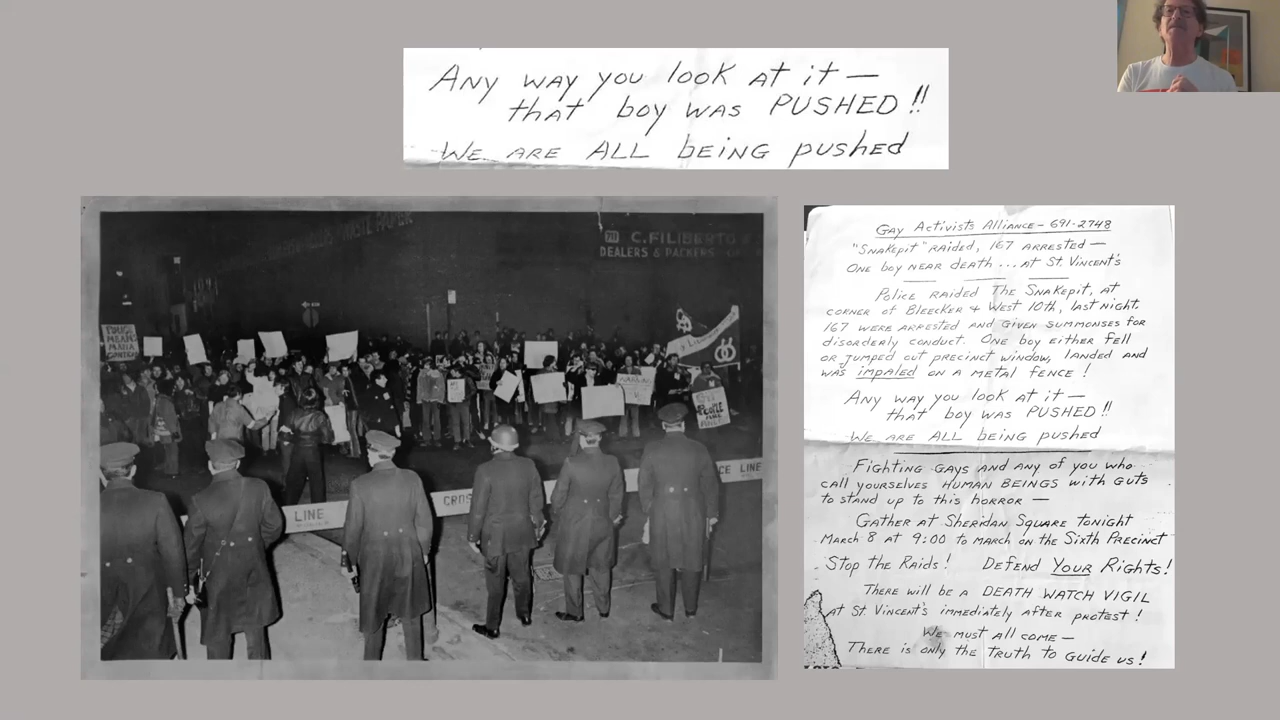 Any way you look at it —
that boy was PUSHED!!
We are ALL being pushed
C. FILIBERTO
DEALERS & PACKERS
POLICE
MEANS
MAFIA
CONTROL
PEOPLE
LINE
CROS
CE LINE
Gay Activists Alliance - 691-2748
"Snakepit" raided, 167 arrested —
One boy near death ... at St. Vincent's
Police raided The Snakepit, at
corner of Bleecker & West 10th, last night.
167 were arrested and given summonses for
disorderly conduct. One boy either fell
or jumped out precinct window, landed and
was impaled on a metal fence!
Any way you look at it —
that boy was PUSHED!!
We are ALL being pushed
Fighting gays and any of you who
call yourselves HUMAN BEINGS with guts
to stand up to this horror —
Gather at Sheridan Square tonight
March 8 at 9:00 to march on the Sixth Precinct
Stop the Raids! Defend Your Rights!
There will be a DEATH WATCH VIGIL
at St Vincent's immediately after protest!
We must all come —
There is only the truth to guide us!